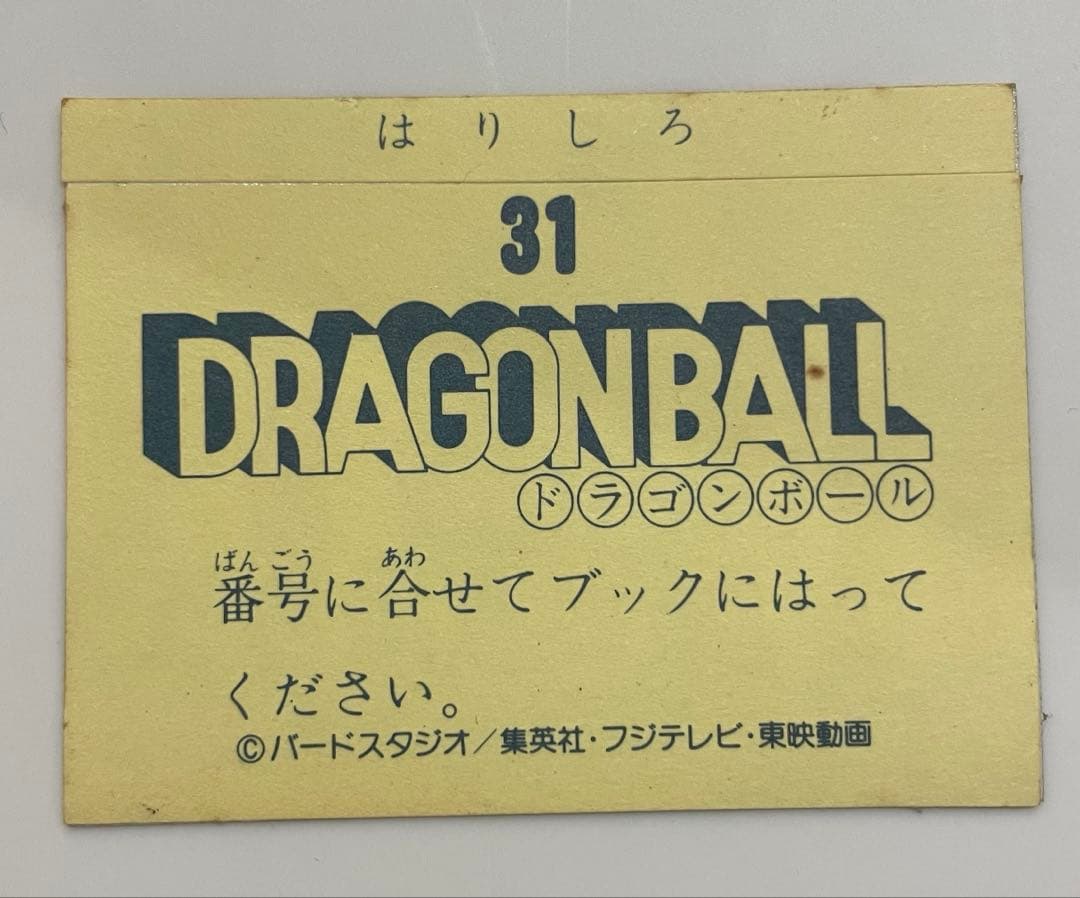 はりしろ
31
DRAGON BALL
ドラゴンボール
ばんごう あわ
番号に合せてブックにはって
ください。
©バードスタジオ／集英社・フジテレビ・東映動画